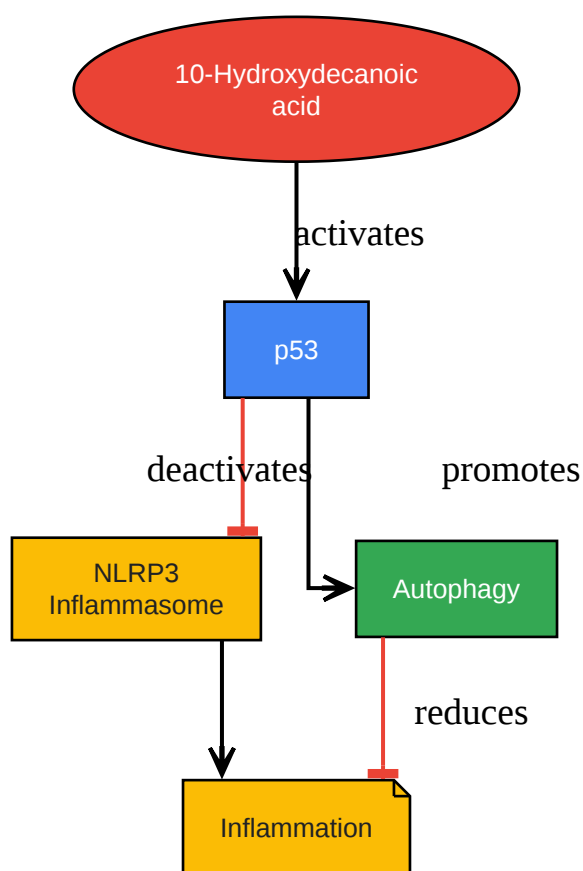 10-Hydroxydecanoic
acid
activates
p53
deactivates
promotes
NLRP3
Inflammasome
Autophagy
reduces
Inflammation